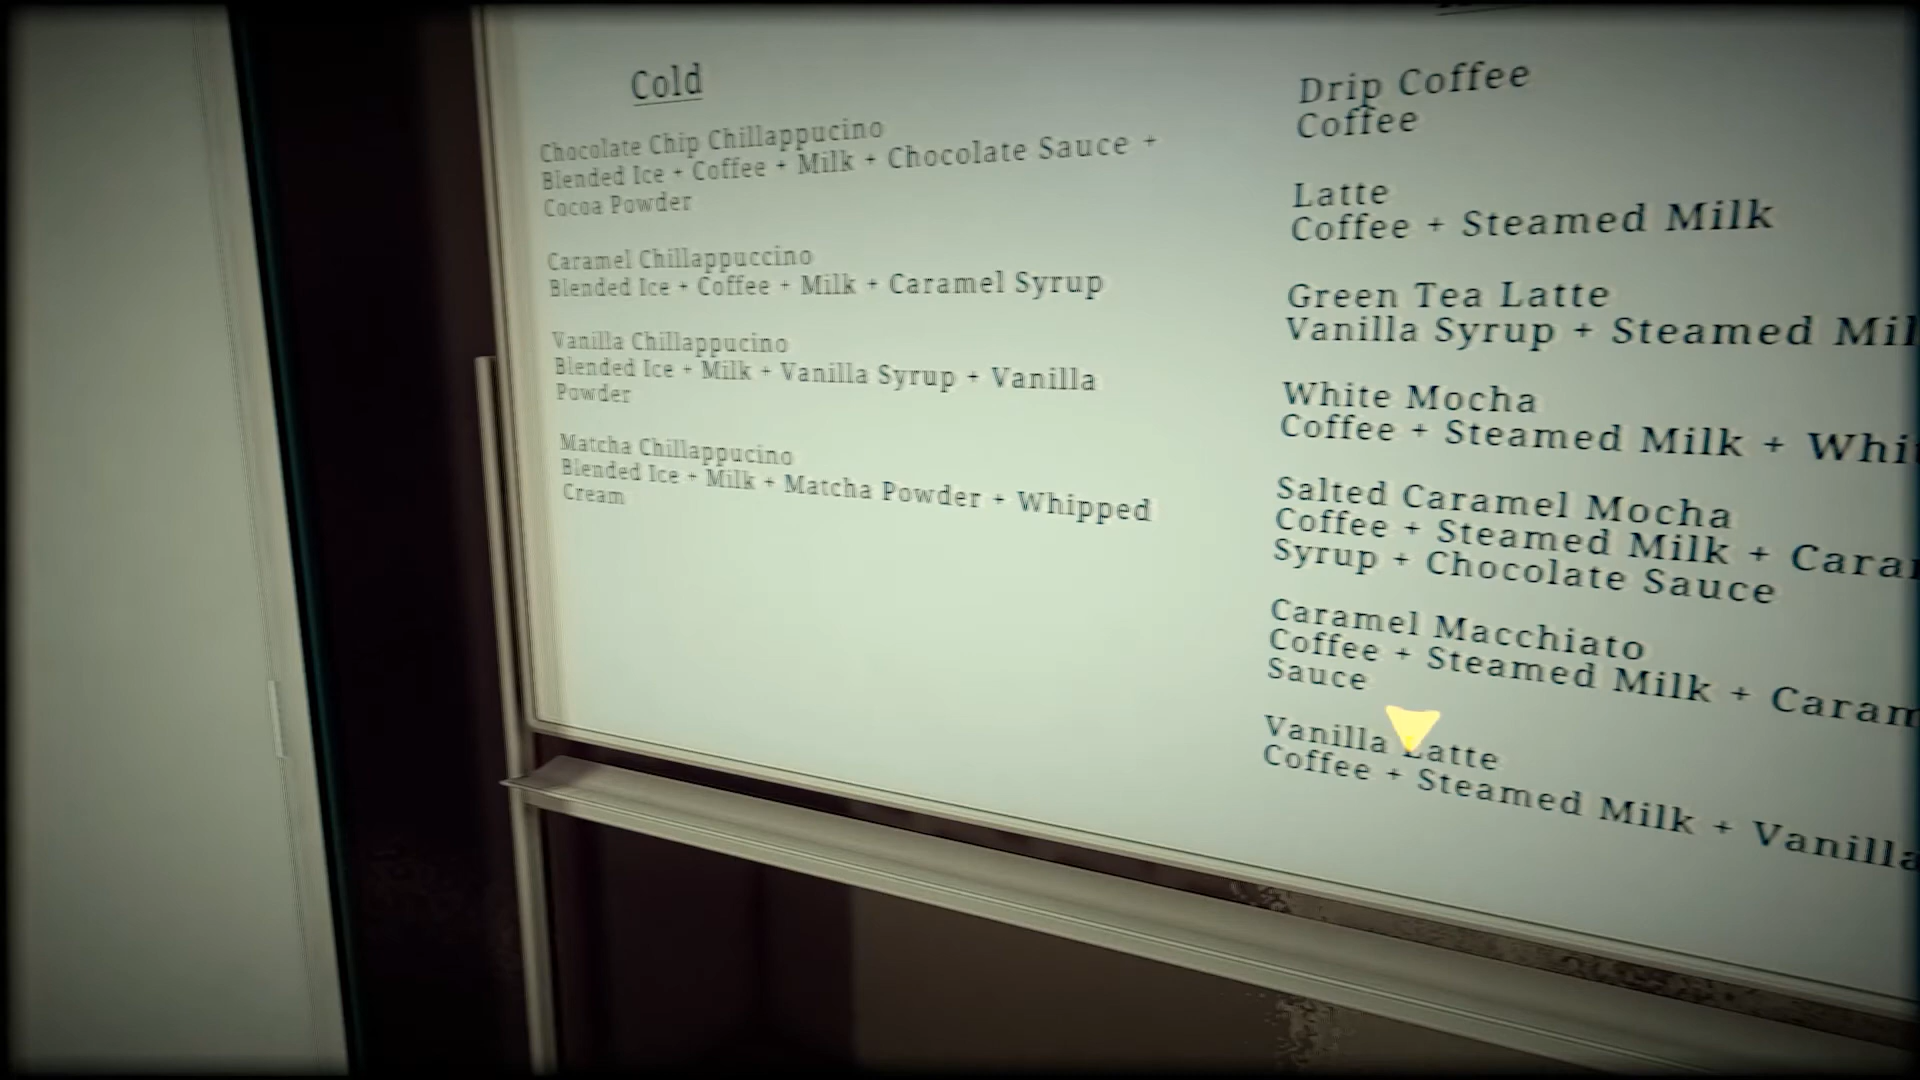 Cold
Chocolate Chip Chillappucino
Blended Ice + Coffee + Milk + Chocolate Sauce +
Cocoa Powder
Caramel Chillappuccino
Blended Ice + Coffee + Milk + Caramel Syrup
Vanilla Chillappucino
Blended Ice + Milk + Vanilla Syrup + Vanilla
Powder
Matcha Chillappucino
Blended Ice + Milk + Matcha Powder + Whipped
Cream
Drip Coffee
Coffee
Latte
Coffee + Steamed Milk
Green Tea Latte
Vanilla Syrup + Steamed
White Mocha
Coffee + Steamed Milk +
Salted Caramel Mocha
Coffee + Steamed Milk +
Syrup + Chocolate Sauce
Caramel Macchiato
Coffee + Steamed Milk +
Sauce
Vanilla Latte
Coffee + Steamed Milk + Vanilla